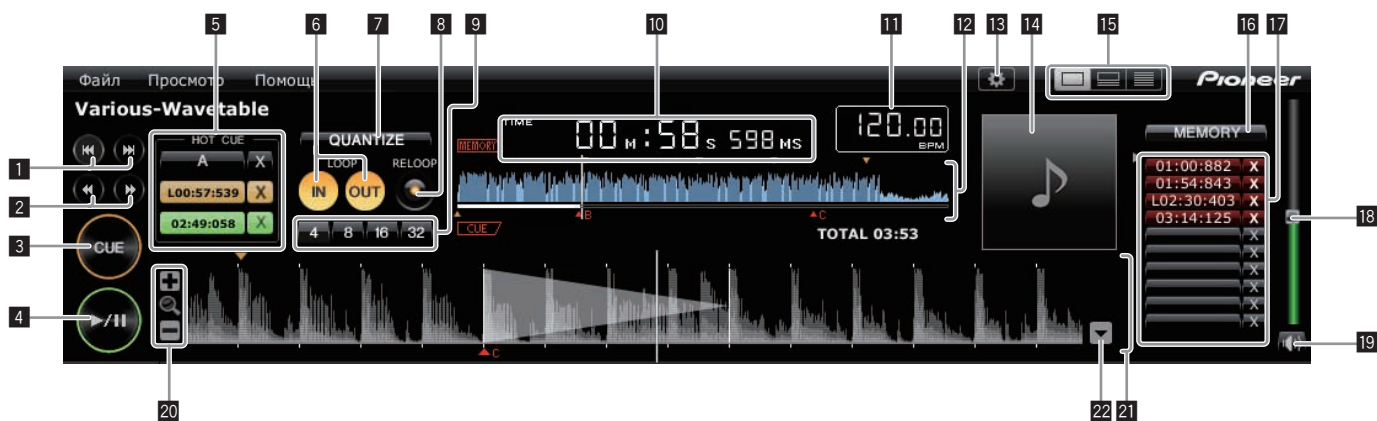 5 6 7 8 9 10 11 12 13 14 15 16 17
Файл Просмотр Помощь Pioneer
Various-Wavetable
HOT CUE QUANTIZE TIME 00 M : 58 S 598 MS 120.00 BPM MEMORY
1 A X LOOP RELOOP MEMORY 01:00:882 X
IN OUT 01:54:843 X
2 L00:57:539 X L02:30:403 X
B C 03:14:125 X 18
3 CUE 02:49:058 X 4 8 16 32 CUE TOTAL 03:53 X
X
X
X
X
4 X
C 19
20 22 21